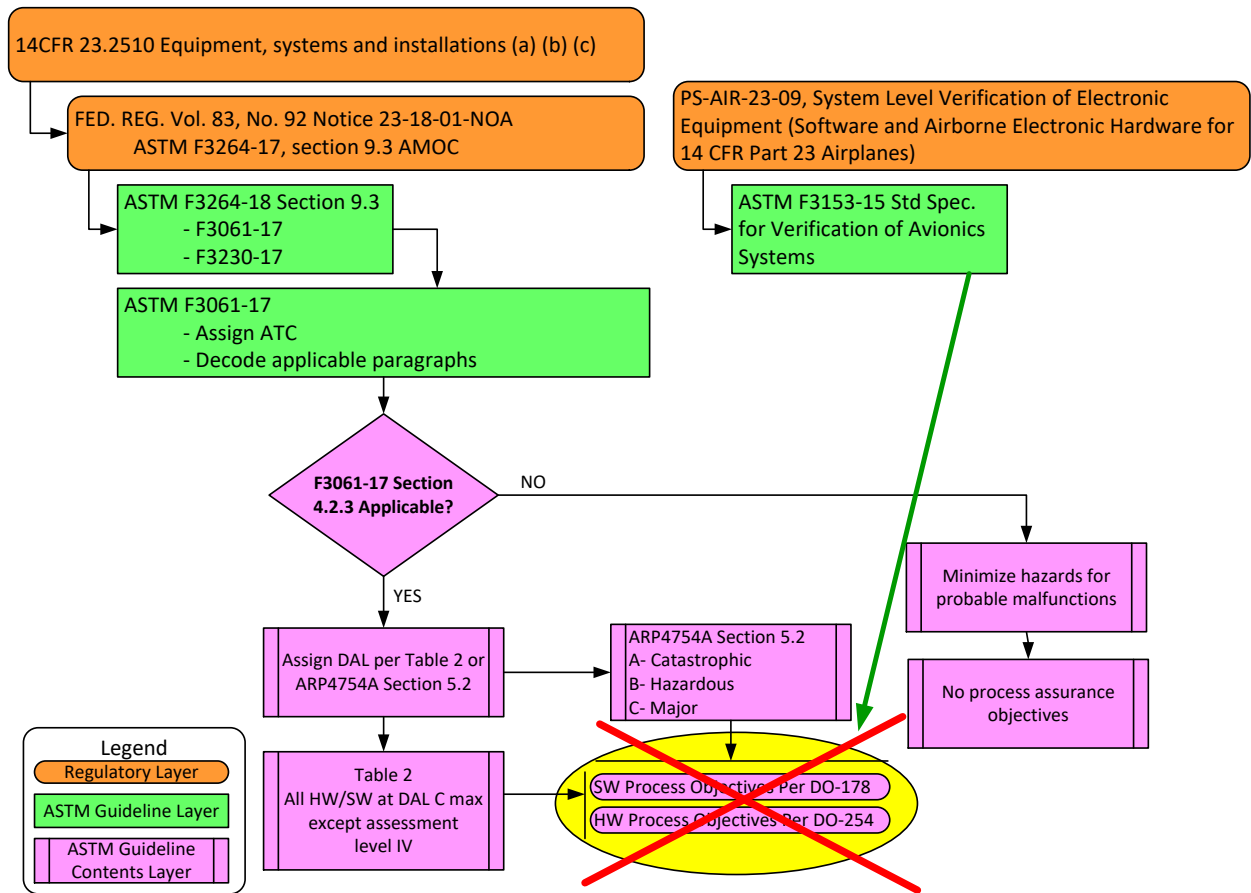 14CFR 23.2510 Equipment, systems and installations (a) (b) (c)
FED. REG. Vol. 83, No. 92 Notice 23-18-01-NOA
ASTM F3264-17, section 9.3 AMOC
PS-AIR-23-09, System Level Verification of Electronic
Equipment (Software and Airborne Electronic Hardware for
14 CFR Part 23 Airplanes)
ASTM F3264-18 Section 9.3
- F3061-17
- F3230-17
ASTM F3153-15 Std Spec.
for Verification of Avionics
Systems
ASTM F3061-17
- Assign ATC
- Decode applicable paragraphs
F3061-17 Section
4.2.3 Applicable?
NO
YES
Minimize hazards for
probable malfunctions
No process assurance
objectives
Assign DAL per Table 2 or
ARP4754A Section 5.2
ARP4754A Section 5.2
A- Catastrophic
B- Hazardous
C- Major
Table 2
All HW/SW at DAL C max
except assessment
level IV
SW Process Objectives Per DO-178
HW Process Objectives Per DO-254
Legend
Regulatory Layer
ASTM Guideline Layer
ASTM Guideline
Contents Layer